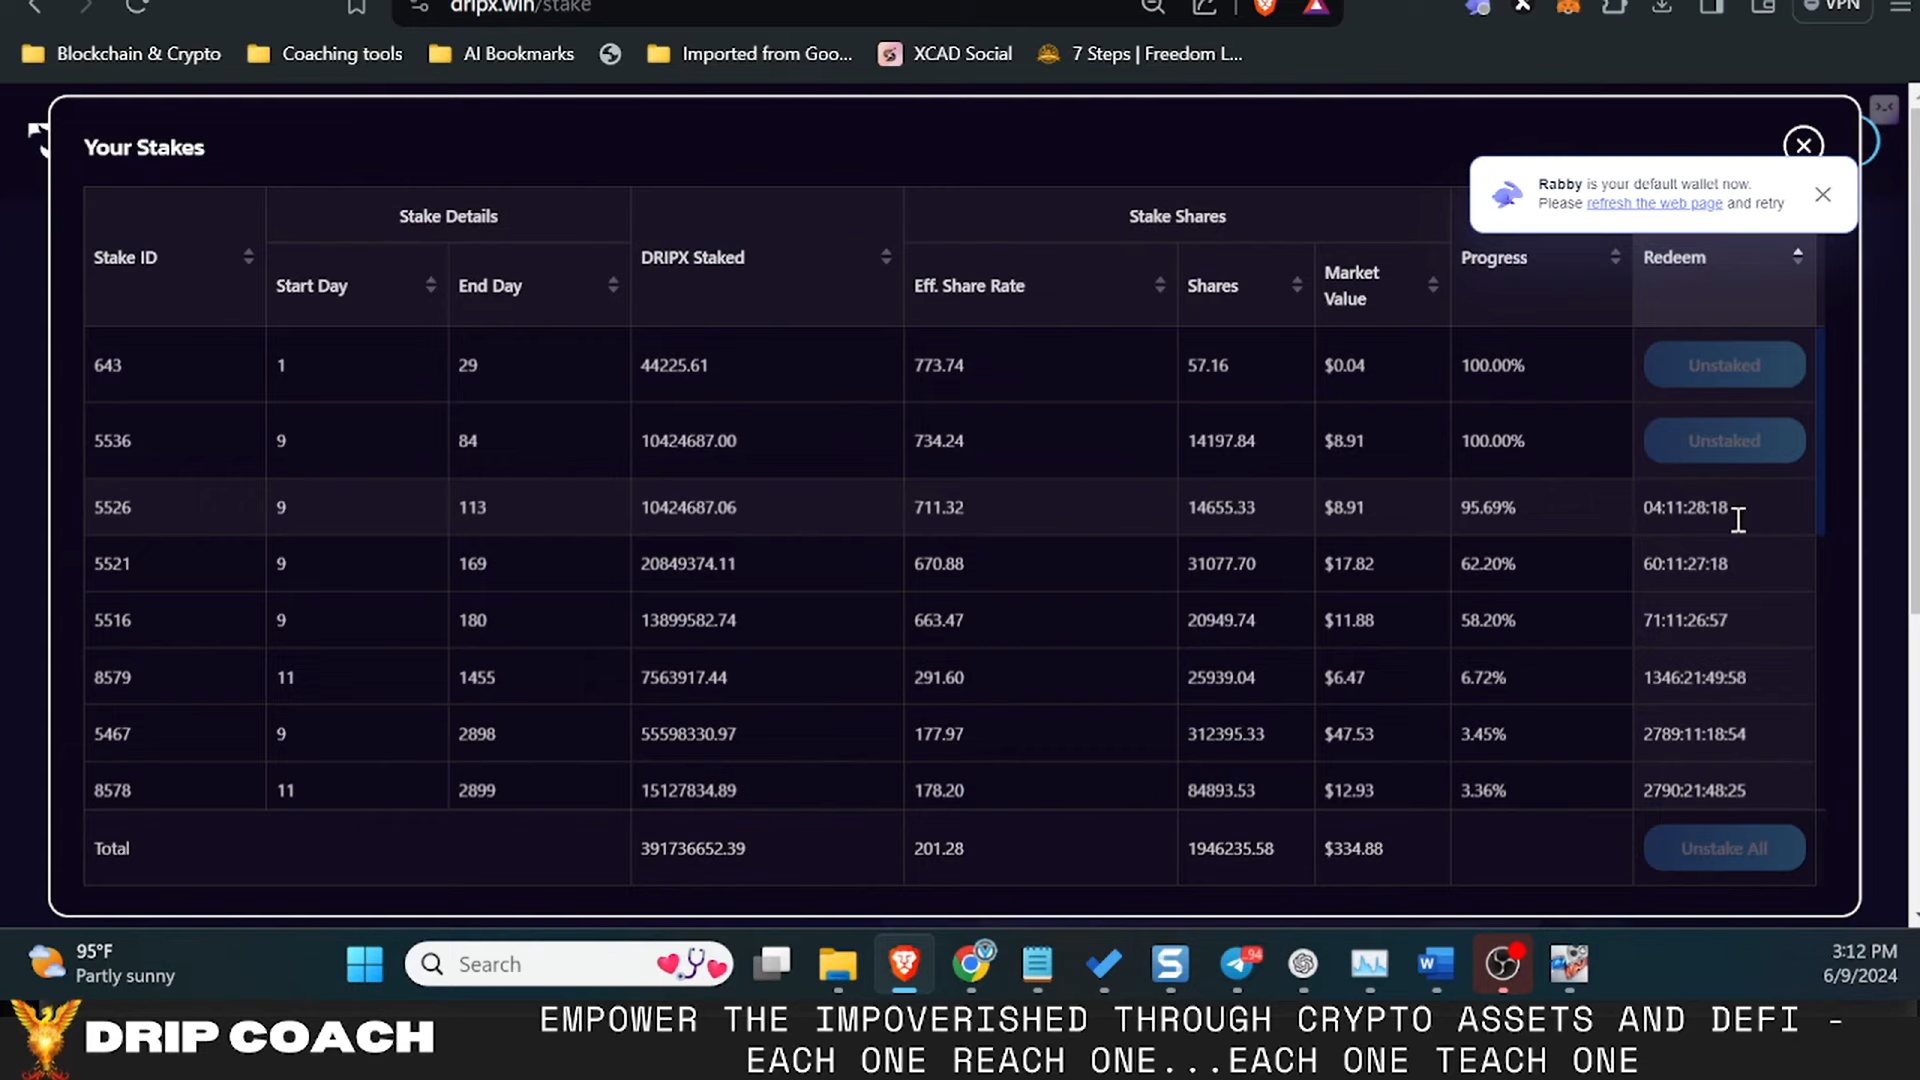 dripx.win/stake
VPN
Blockchain & Crypto
Coaching tools
AI Bookmarks
Imported from Goo...
XCAD Social
7 Steps | Freedom L...
Your Stakes
Rabby is your default wallet now.
Please refresh the web page and retry
Stake Details
Stake Shares
Stake ID
Start Day
End Day
DRIPX Staked
Eff. Share Rate
Shares
Market
Value
Progress
Redeem
643 1 29 44225.61 773.74 57.16 $0.04 100.00% Unstaked
5536 9 84 10424687.00 734.24 14197.84 $8.91 100.00% Unstaked
5526 9 113 10424687.06 711.32 14655.33 $8.91 95.69% 04:11:28:18
5521 9 169 20849374.11 670.88 31077.70 $17.82 62.20% 60:11:27:18
5516 9 180 13899582.74 663.47 20949.74 $11.88 58.20% 71:11:26:57
8579 11 1455 7563917.44 291.60 25939.04 $6.47 6.72% 1346:21:49:58
5467 9 2898 55598330.97 177.97 312395.33 $47.53 3.45% 2789:11:18:54
8578 11 2899 15127834.89 178.20 84893.53 $12.93 3.36% 2790:21:48:25
Total 391736652.39 201.28 1946235.58 $334.88 Unstake All
95°F
Partly sunny
Search
94
3:12 PM
6/9/2024
DRIP COACH
EMPOWER THE IMPOVERISHED THROUGH CRYPTO ASSETS AND DEFI -
EACH ONE REACH ONE...EACH ONE TEACH ONE